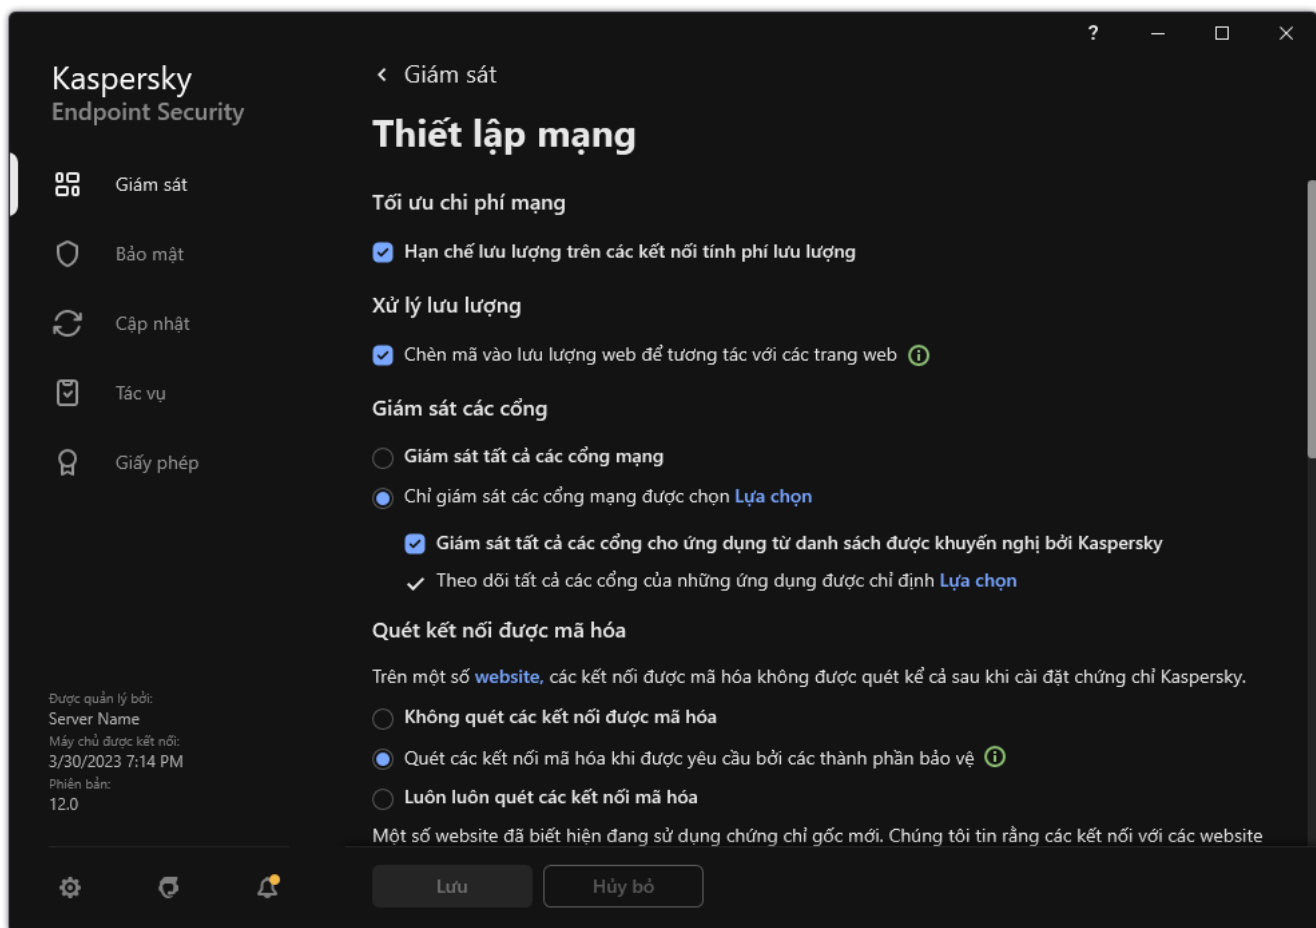 ?
Kaspersky
Endpoint Security
Giám sát
Bảo mật
Cập nhật
Tác vụ
Giấy phép
Được quản lý bởi:
Server Name
Máy chủ được kết nối:
3/30/2023 7:14 PM
Phiên bản:
12.0
Giám sát
Thiết lập mạng
Tối ưu chi phí mạng
Hạn chế lưu lượng trên các kết nối tính phí lưu lượng
Xử lý lưu lượng
Chèn mã vào lưu lượng web để tương tác với các trang web
Giám sát các cổng
Giám sát tất cả các cổng mạng
Chỉ giám sát các cổng mạng được chọn Lựa chọn
Giám sát tất cả các cổng cho ứng dụng từ danh sách được khuyến nghị bởi Kaspersky
Theo dõi tất cả các cổng của những ứng dụng được chỉ định Lựa chọn
Quét kết nối được mã hóa
Trên một số website, các kết nối được mã hóa không được quét kể cả sau khi cài đặt chứng chỉ Kaspersky.
Không quét các kết nối được mã hóa
Quét các kết nối mã hóa khi được yêu cầu bởi các thành phần bảo vệ
Luôn luôn quét các kết nối mã hóa
Một số website đã biết hiện đang sử dụng chứng chỉ gốc mới. Chúng tôi tin rằng các kết nối với các website
Lưu
Hủy bỏ